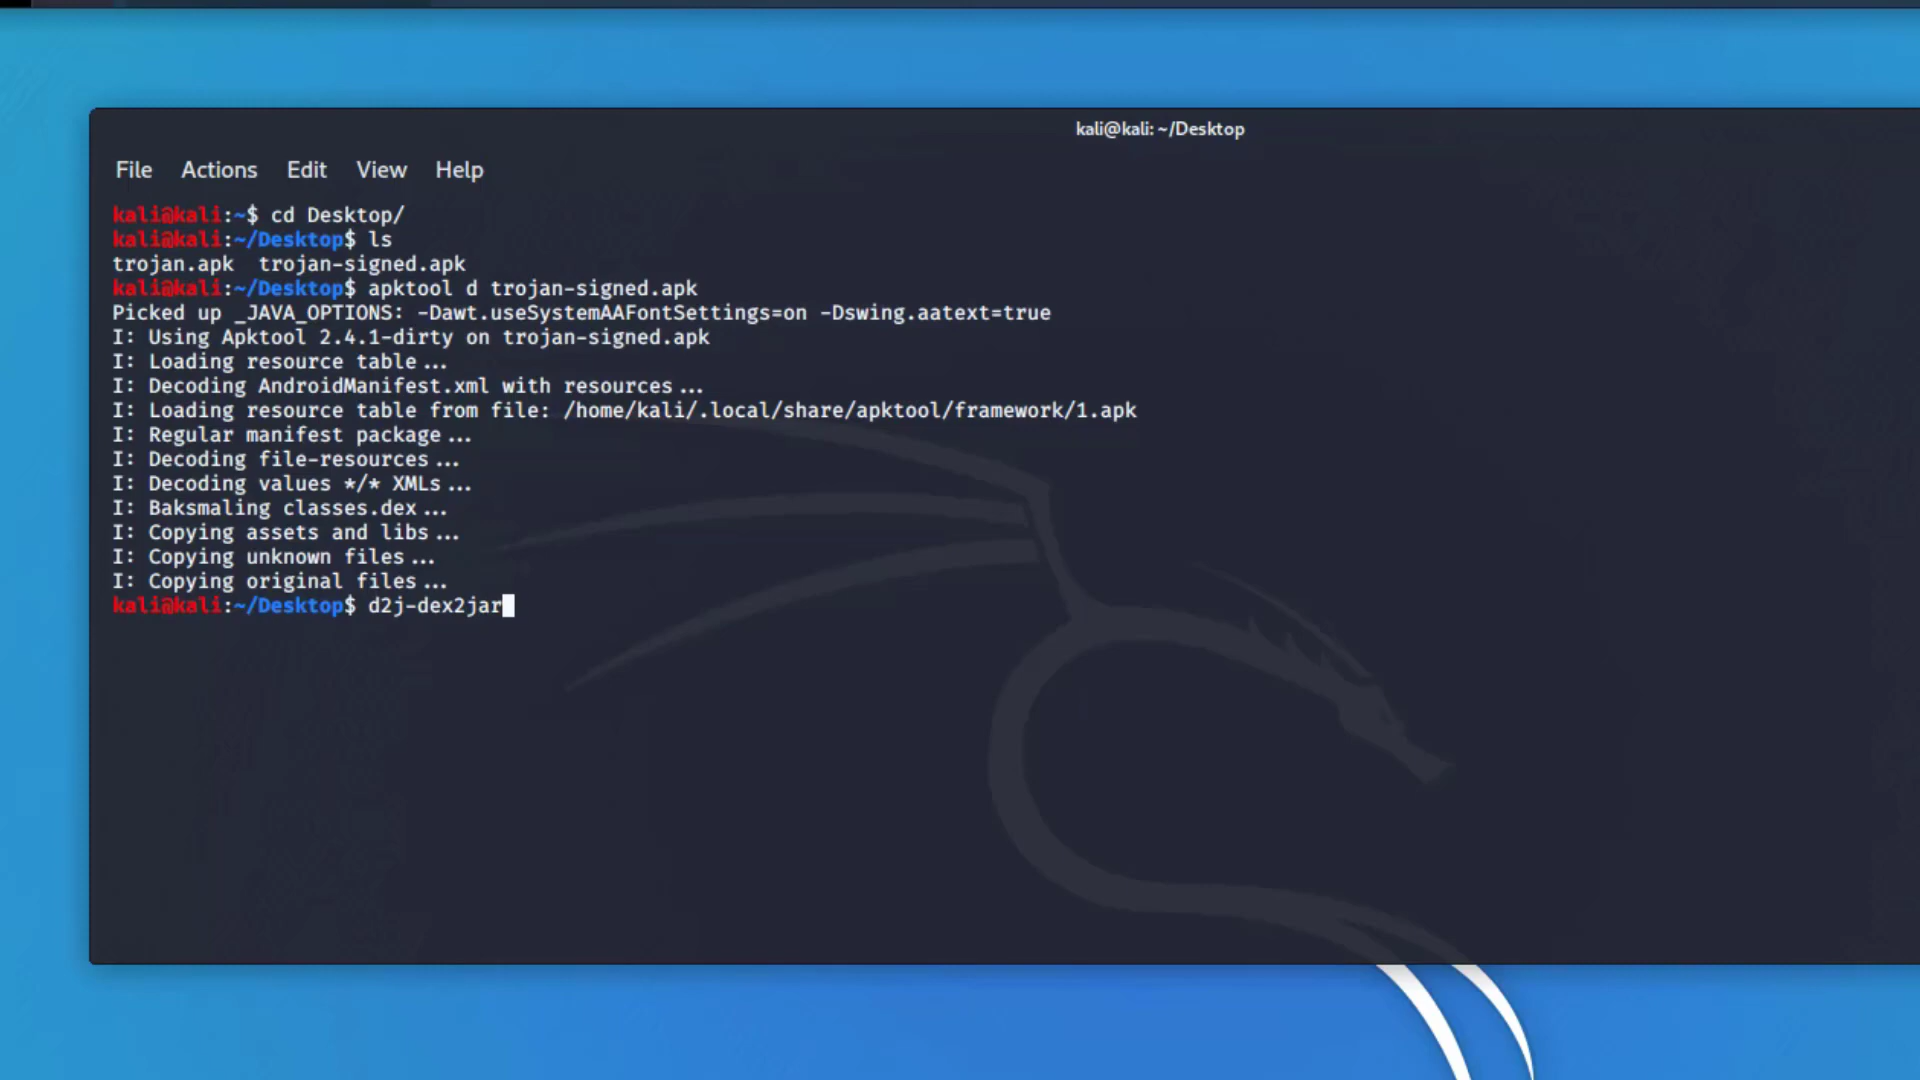 kali@kali: ~/Desktop
File Actions Edit View Help
kali@kali:~$ cd Desktop/
kali@kali:~/Desktop$ ls
trojan.apk  trojan-signed.apk
kali@kali:~/Desktop$ apktool d trojan-signed.apk
Picked up _JAVA_OPTIONS: -Dawt.useSystemAAFontSettings=on -Dswing.aatext=true
I: Using Apktool 2.4.1-dirty on trojan-signed.apk
I: Loading resource table...
I: Decoding AndroidManifest.xml with resources...
I: Loading resource table from file: /home/kali/.local/share/apktool/framework/1.apk
I: Regular manifest package...
I: Decoding file-resources...
I: Decoding values */* XMLs...
I: Baksmaling classes.dex...
I: Copying assets and libs...
I: Copying unknown files...
I: Copying original files...
kali@kali:~/Desktop$ d2j-dex2jar